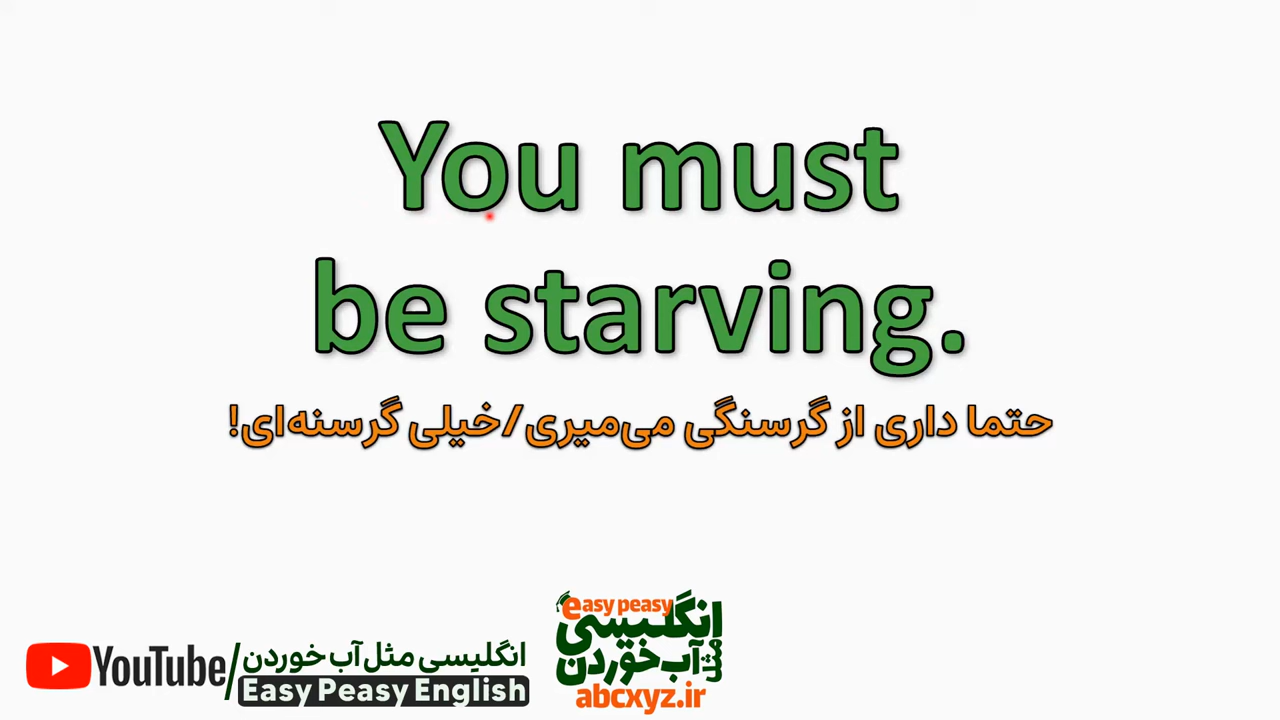 You must
be starving.
حتما داری از گرسنگی می‌میری/خیلی گرسنه‌ای!
YouTube/انگلیسی مثل آب خوردن
Easy Peasy English
easy peasy
انگلیسی
مثل
آب خوردن
abcxyz.ir